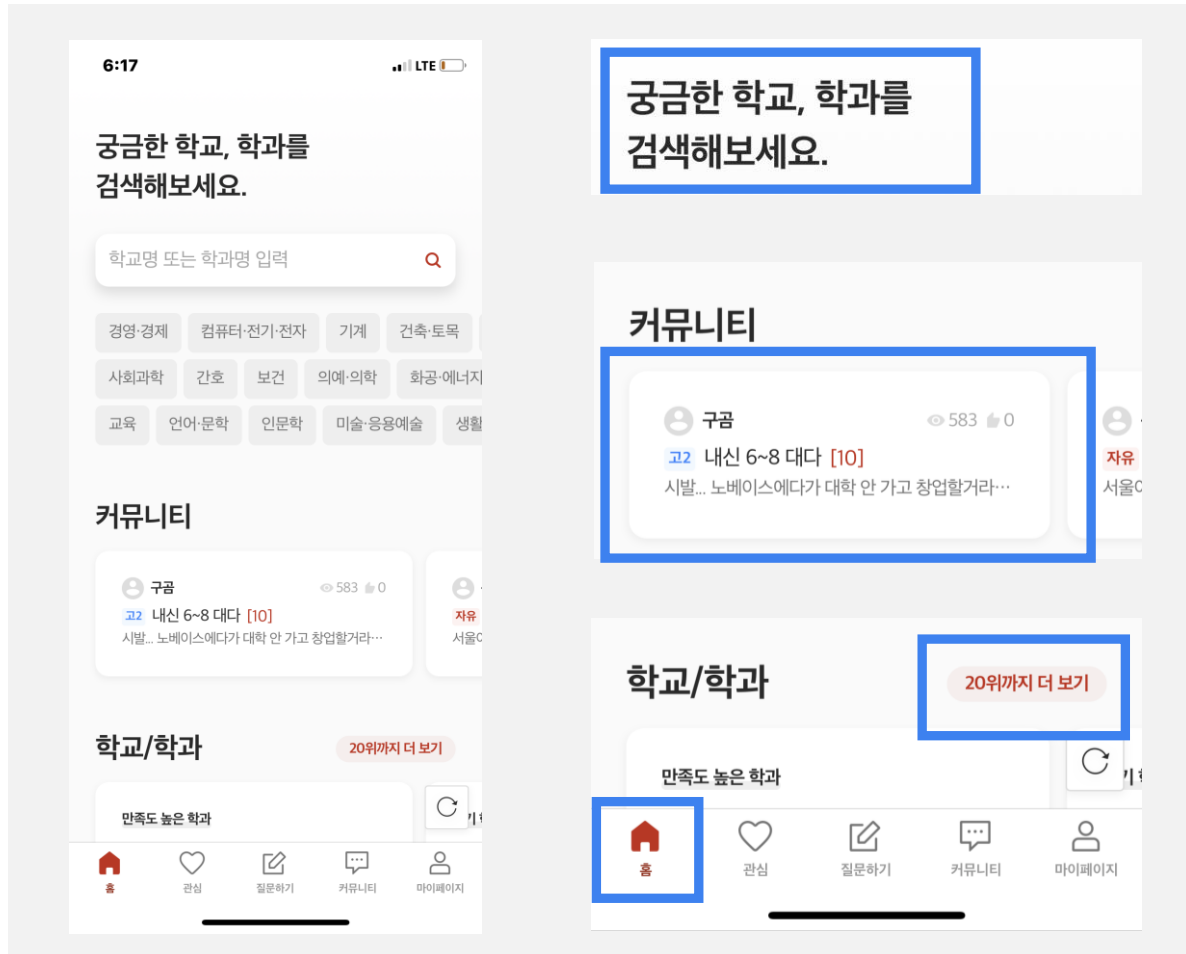 6:17
LTE
궁금한 학교, 학과를
검색해보세요.
학교명 또는 학과명 입력
경영·경제 컴퓨터·전기·전자 기계 건축·토목
사회과학 간호 보건 의예·의학 화공·에너지
교육 언어·문학 인문학 미술·응용예술 생활
커뮤니티
구곰 583 0
고2 내신 6~8 대다 [10] 자유
시발... 노베이스에다가 대학 안 가고 창업할거라… 서울
학교/학과 20위까지 더 보기
만족도 높은 학과 기
홈 관심 질문하기 커뮤니티 마이페이지
궁금한 학교, 학과를
검색해보세요.
커뮤니티
구곰 583 0
고2 내신 6~8 대다 [10] 자유
시발... 노베이스에다가 대학 안 가고 창업할거라… 서울
학교/학과 20위까지 더 보기
만족도 높은 학과 기
홈 관심 질문하기 커뮤니티 마이페이지